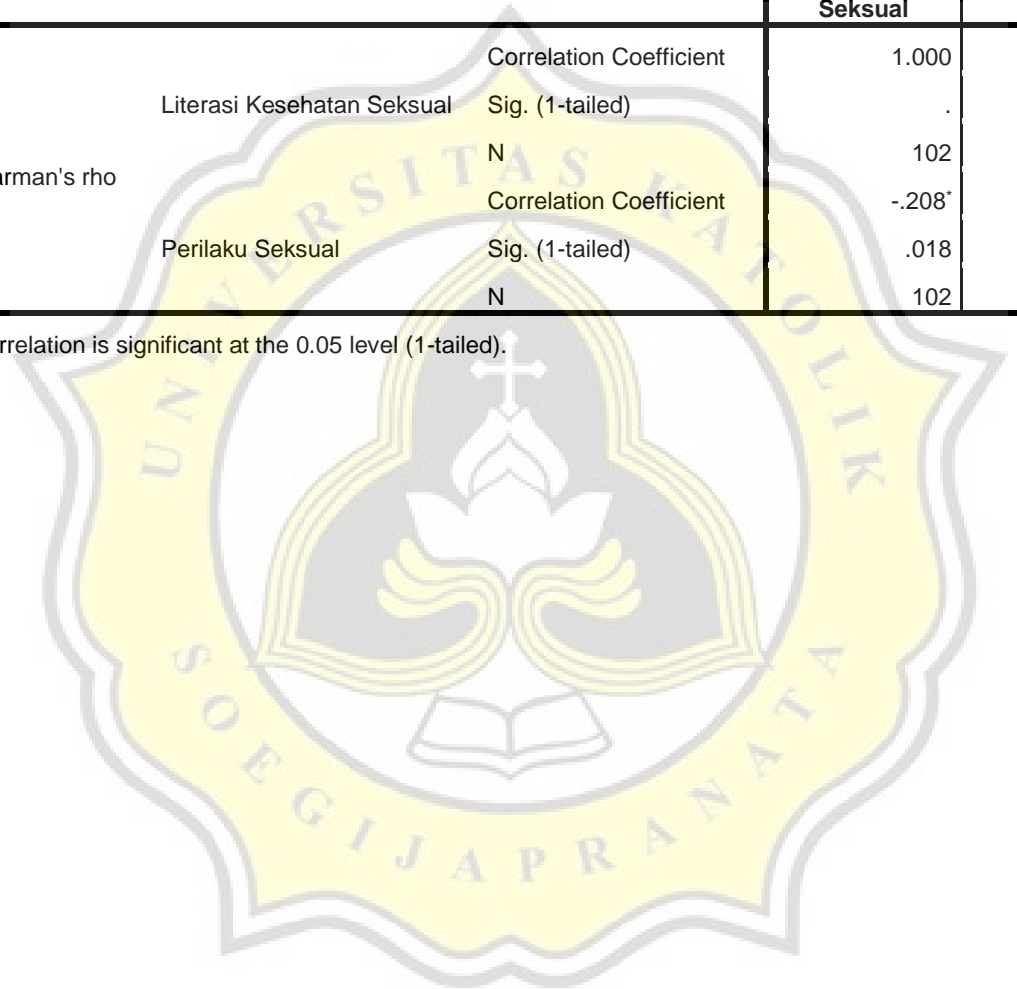 Seksual
Correlation Coefficient 1.000
Literasi Kesehatan Seksual Sig. (1-tailed) .
N 102
arman's rho
Correlation Coefficient -.208*
Perilaku Seksual Sig. (1-tailed) .018
N 102
rrelation is significant at the 0.05 level (1-tailed).
UNIVERSITAS KATOLIK
SOEGIJAPRANATA